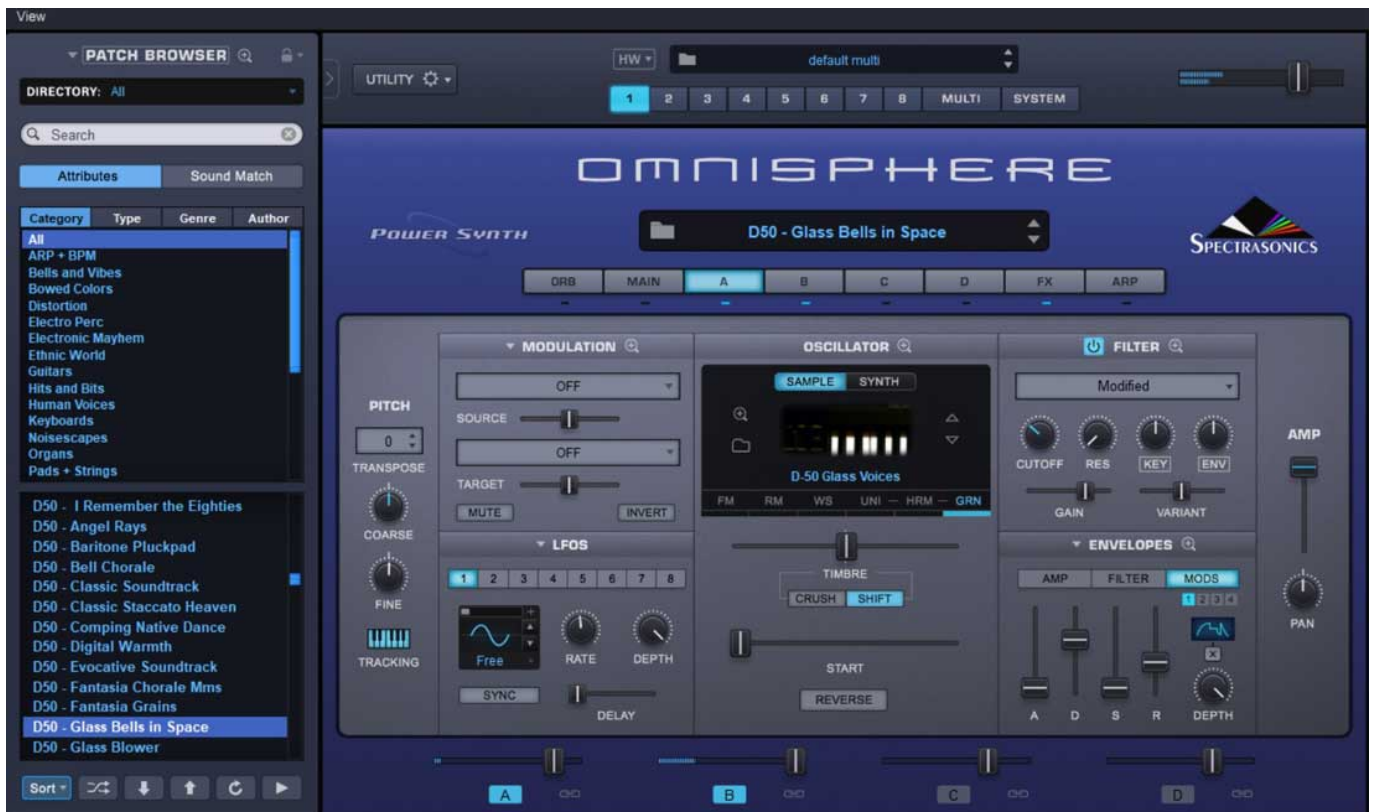 View
PATCH BROWSER
DIRECTORY: All
Search
Attributes Sound Match
Category Type Genre Author
All
ARP + BPM
Bells and Vibes
Bowed Colors
Distortion
Electro Perc
Electronic Mayhem
Ethnic World
Guitars
Hits and Bits
Human Voices
Keyboards
Noisescapes
Organs
Pads + Strings
D50 - I Remember the Eighties
D50 - Angel Rays
D50 - Baritone Pluckpad
D50 - Bell Chorale
D50 - Classic Soundtrack
D50 - Classic Staccato Heaven
D50 - Comping Native Dance
D50 - Digital Warmth
D50 - Evocative Soundtrack
D50 - Fantasia Chorale Mms
D50 - Fantasia Grains
D50 - Glass Bells in Space
D50 - Glass Blower
Sort
UTILITY
HW
default multi
1 2 3 4 5 6 7 8 MULTI SYSTEM
OMNISPHERE
POWER SYNTH
D50 - Glass Bells in Space
SPECTRASONICS
ORB MAIN A B C D FX ARP
PITCH
0
TRANSPOSE
COARSE
FINE
TRACKING
MODULATION
OFF
SOURCE
OFF
TARGET
MUTE INVERT
LFOS
1 2 3 4 5 6 7 8
Free
RATE DEPTH
SYNC
DELAY
OSCILLATOR
SAMPLE SYNTH
D-50 Glass Voices
FM RM WS UNI — HRM — GRN
TIMBRE
CRUSH SHIFT
START
REVERSE
FILTER
Modified
CUTOFF RES KEY ENV
GAIN VARIANT
ENVELOPES
AMP FILTER MODS
1 2 3 4
X
A D S R DEPTH
AMP
PAN
A B C D